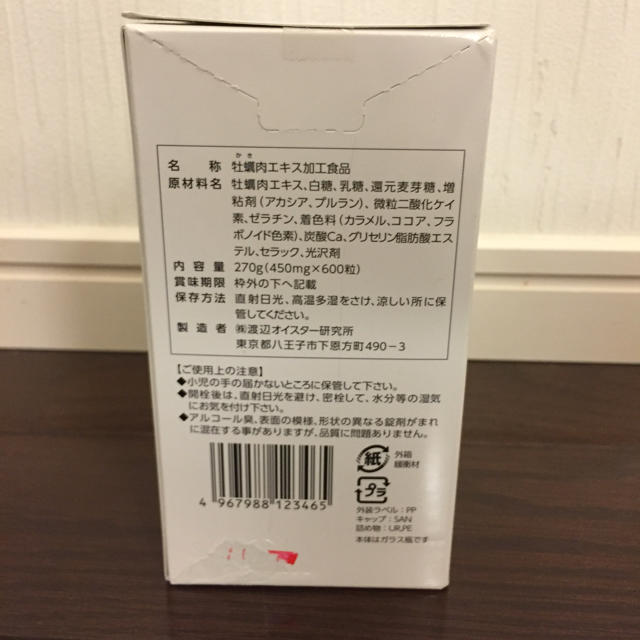 かき
名称 牡蠣肉エキス加工食品
原材料名 牡蠣肉エキス、白糖、乳糖、還元麦芽糖、増
粘剤(アカシア、プルラン)、微粒二酸化ケイ
素、ゼラチン、着色料(カラメル、ココア、フラ
ボノイド色素)、炭酸Ca、グリセリン脂肪酸エス
テル、セラック、光沢剤
内容量 270g(450mg×600粒)
賞味期限 枠外の下へ記載
保存方法 直射日光、高温多湿をさけ、涼しい所に保
管してください。
製造者 ㈱渡辺オイスター研究所
東京都八王子市下恩方町490-3
【ご使用上の注意】
◆小児の手の届かないところに保管して下さい。
◆開栓後は、直射日光を避け、密栓して、水分等の湿気
にお気を付け下さい。
◆アルコール臭、表面の模様、形状の異なる錠剤がまれ
に混在する事がありますが、品質に問題ありません。
4 967988 123465
紙 外箱
緩衝材
プラ
外装ラベル:PP
キャップ:SAN
詰め物:UR,PE
本体はガラス瓶です